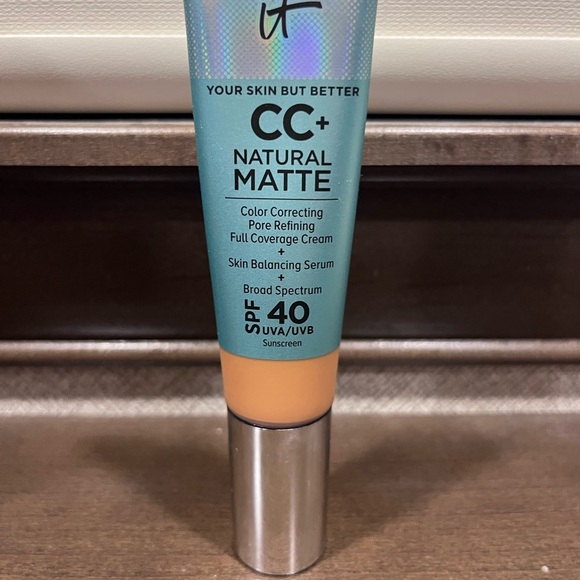 iT
YOUR SKIN BUT BETTER
CC+
NATURAL
MATTE
Color Correcting
Pore Refining
Full Coverage Cream
+
Skin Balancing Serum
+
Broad Spectrum
SPF 40
UVA/UVB
Sunscreen